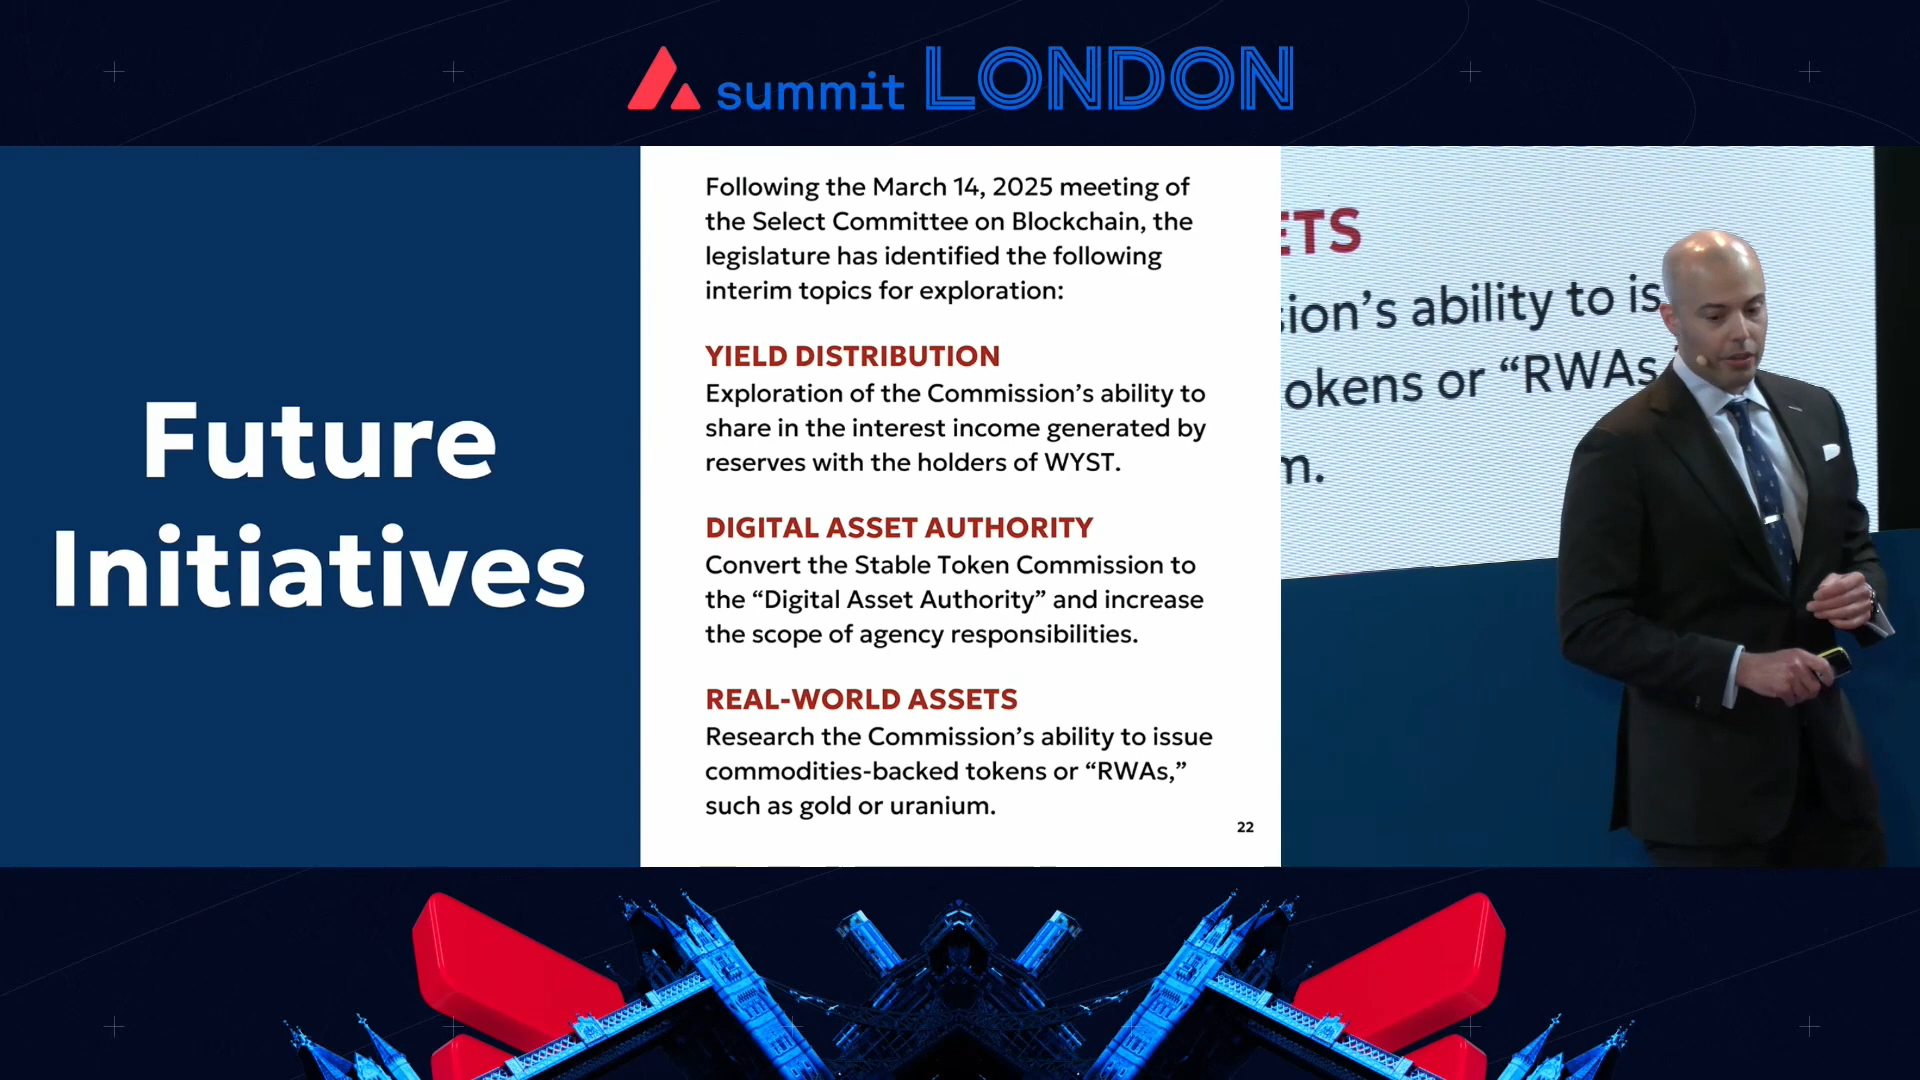 summit LONDON
Future
Initiatives
Following the March 14, 2025 meeting of
the Select Committee on Blockchain, the
legislature has identified the following
interim topics for exploration:
YIELD DISTRIBUTION
Exploration of the Commission’s ability to
share in the interest income generated by
reserves with the holders of WYST.
DIGITAL ASSET AUTHORITY
Convert the Stable Token Commission to
the “Digital Asset Authority” and increase
the scope of agency responsibilities.
REAL-WORLD ASSETS
Research the Commission’s ability to issue
commodities-backed tokens or “RWAs,”
such as gold or uranium.
22
ETS
ion’s ability to is
okens or “RWAs,
m.